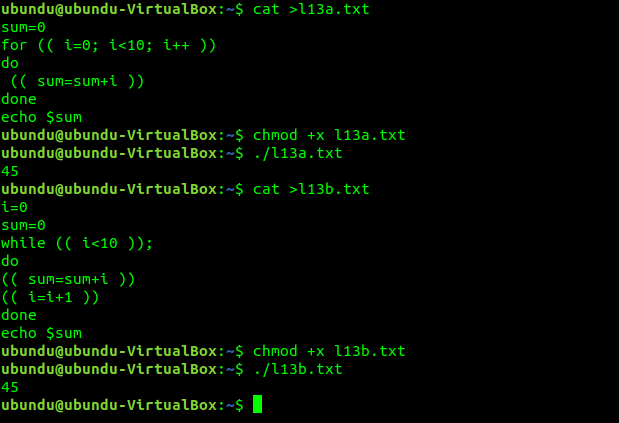 ubundu@ubundu-VirtualBox:~$ cat >l13a.txt
sum=0
for (( i=0; i<10; i++ ))
do
 (( sum=sum+i ))
done
echo $sum
ubundu@ubundu-VirtualBox:~$ chmod +x l13a.txt
ubundu@ubundu-VirtualBox:~$ ./l13a.txt
45
ubundu@ubundu-VirtualBox:~$ cat >l13b.txt
i=0
sum=0
while (( i<10 ));
do
(( sum=sum+i ))
(( i=i+1 ))
done
echo $sum
ubundu@ubundu-VirtualBox:~$ chmod +x l13b.txt
ubundu@ubundu-VirtualBox:~$ ./l13b.txt
45
ubundu@ubundu-VirtualBox:~$